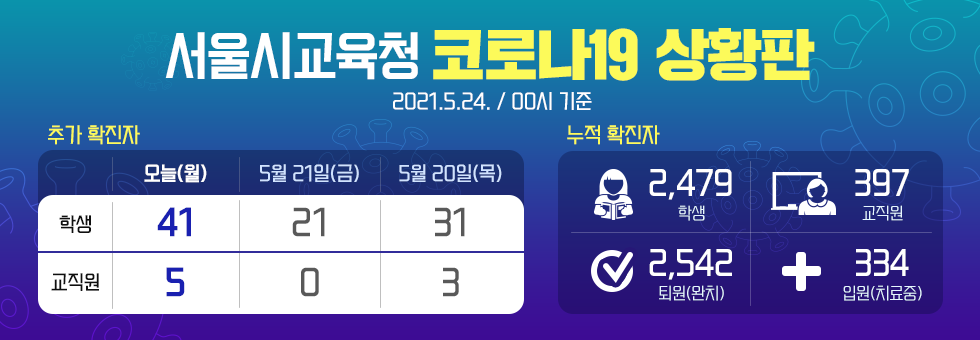 서울시교육청 코로나19 상황판
2021.5.24. / 00시 기준
추가 확진자
오늘(월) 5월 21일(금) 5월 20일(목)
학생 41 21 31
교직원 5 0 3
누적 확진자
2,479 397
학생 교직원
2,542 334
퇴원(완치) 입원(치료중)